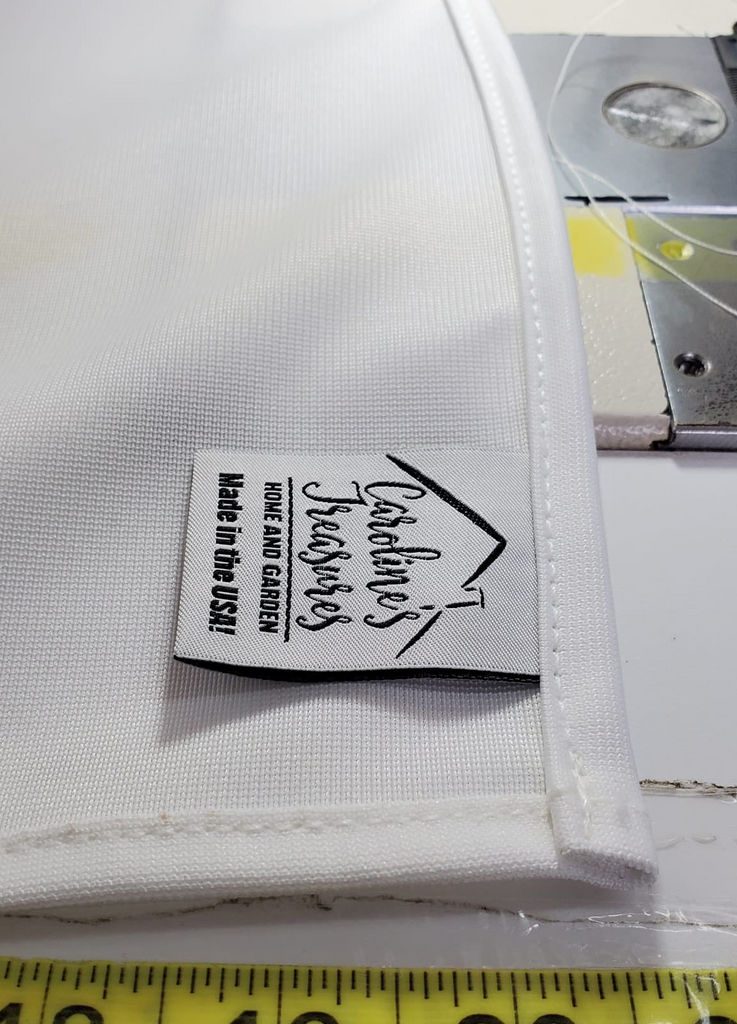 Caroline's
Treasures
HOME AND GARDEN
Made in the USA!